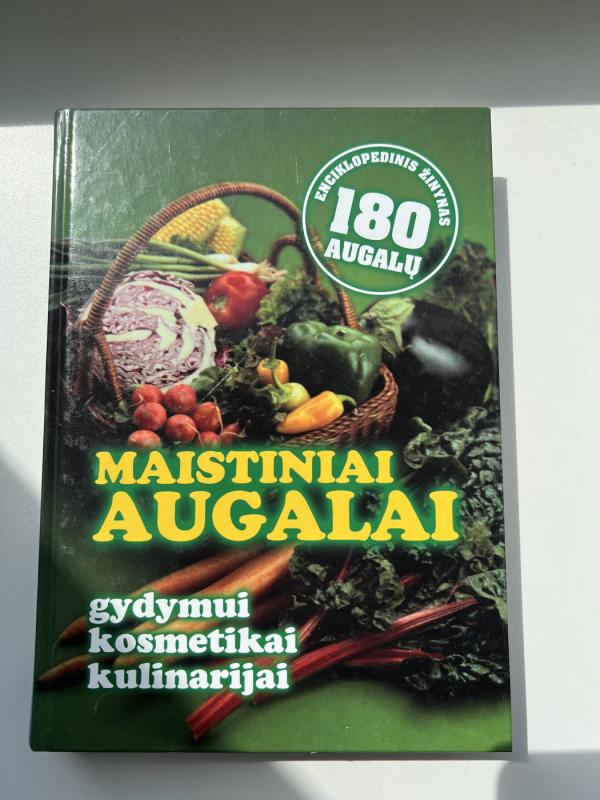 ENCIKLOPEDINIS ŽINYNAS
180
AUGALŲ
MAISTINIAI
AUGALAI
gydymui
kosmetikai
kulinarijai